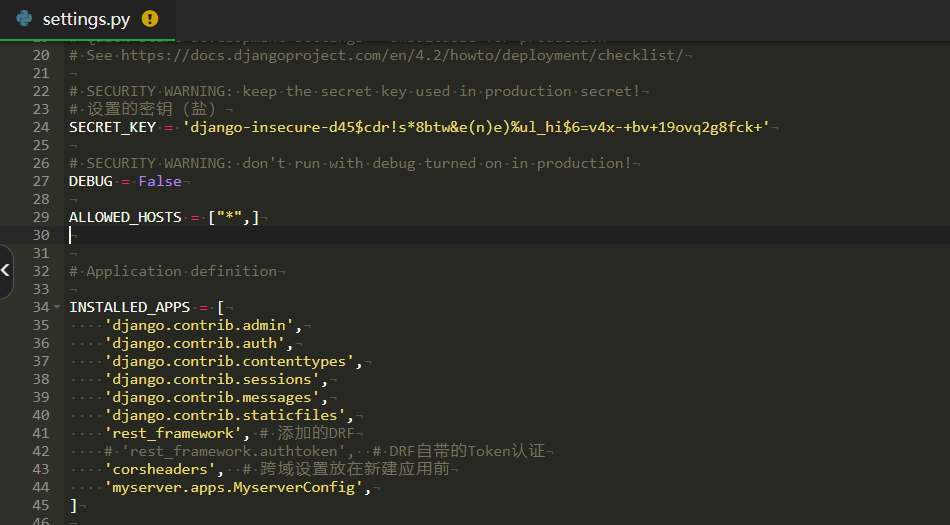 settings.py
20 # See https://docs.djangoproject.com/en/4.2/howto/deployment/checklist/
21
22 # SECURITY WARNING: keep the secret key used in production secret!
23 # 设置的密钥（盐）
24 SECRET_KEY = 'django-insecure-d45$cdr!s*8btw&e(n)e)%ul_hi$6=v4x-+bv+19ovq2g8fck+'
25
26 # SECURITY WARNING: don't run with debug turned on in production!
27 DEBUG = False
28
29 ALLOWED_HOSTS = ["*",]
30
31
32 # Application definition
33
34 INSTALLED_APPS = [
35     'django.contrib.admin',
36     'django.contrib.auth',
37     'django.contrib.contenttypes',
38     'django.contrib.sessions',
39     'django.contrib.messages',
40     'django.contrib.staticfiles',
41     'rest_framework', # 添加的DRF
42     # 'rest_framework.authtoken',  # DRF自带的Token认证
43     'corsheaders',  # 跨域设置放在新建应用前
44     'myserver.apps.MyserverConfig',
45 ]
46